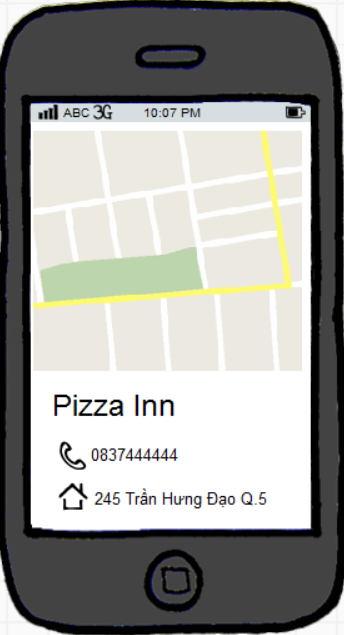 ABC 3G 10:07 PM
Pizza Inn
0837444444
245 Trần Hưng Đạo Q.5